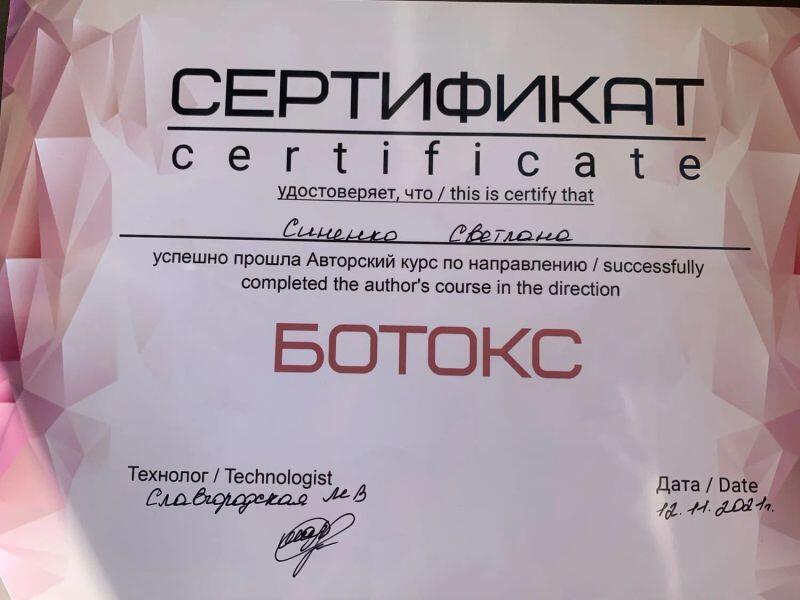 СЕРТИФИКАТ
certificate
удостоверяет, что / this is certify that
Синенко Светлана
успешно прошла Авторский курс по направлению / successfully
completed the author's course in the direction
БОТОКС
Технолог / Technologist
Славгородская М В
Дата / Date
12.11.2021г.